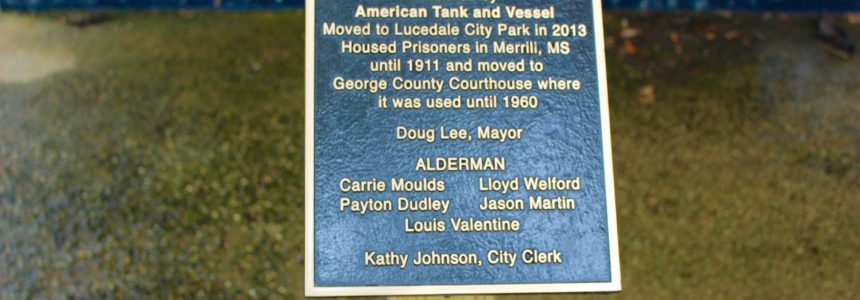 American Tank and Vessel
Moved to Lucedale City Park in 2013
Housed Prisoners in Merrill, MS
until 1911 and moved to
George County Courthouse where
it was used until 1960
Doug Lee, Mayor
ALDERMAN
Carrie Moulds Lloyd Welford
Payton Dudley Jason Martin
Louis Valentine
Kathy Johnson, City Clerk